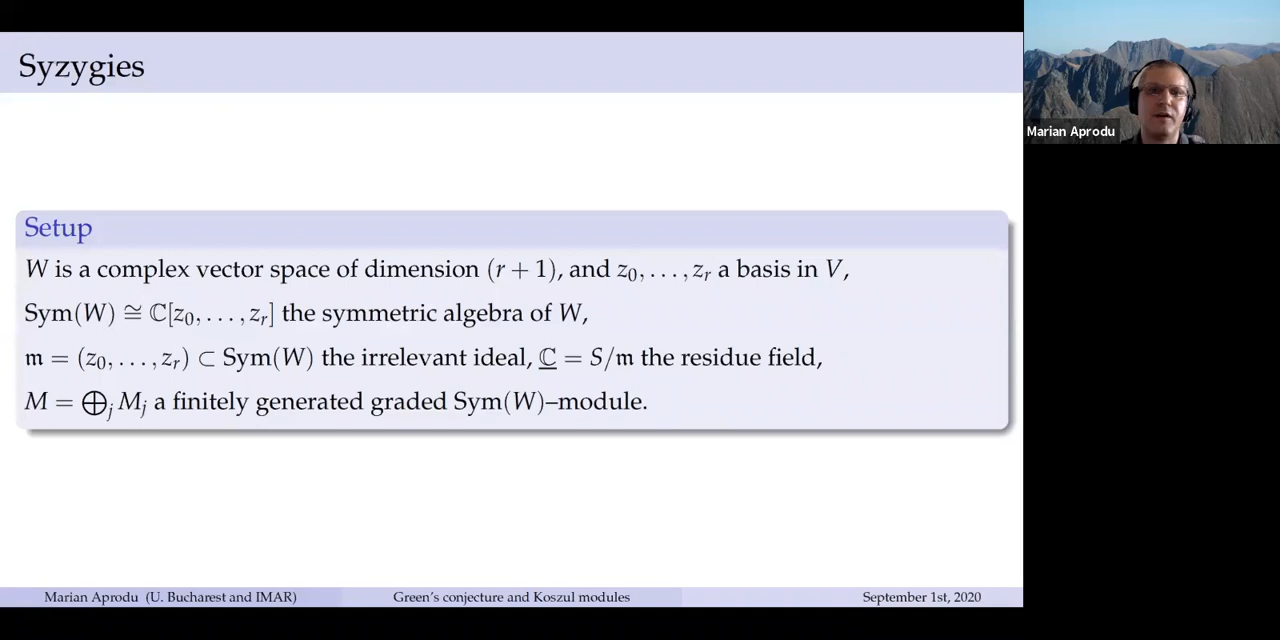 Syzygies
Setup
W is a complex vector space of dimension (r + 1), and z₀, . . . , zᵣ a basis in V,
Sym(W) ≅ ℂ[z₀, . . . , zᵣ] the symmetric algebra of W,
𝔪 = (z₀, . . . , zᵣ) ⊂ Sym(W) the irrelevant ideal, ℂ̲ = S/𝔪 the residue field,
M = ⨁ⱼ Mⱼ a finitely generated graded Sym(W)–module.
Marian Aprodu (U. Bucharest and IMAR) Green's conjecture and Koszul modules September 1st, 2020
Marian Aprodu